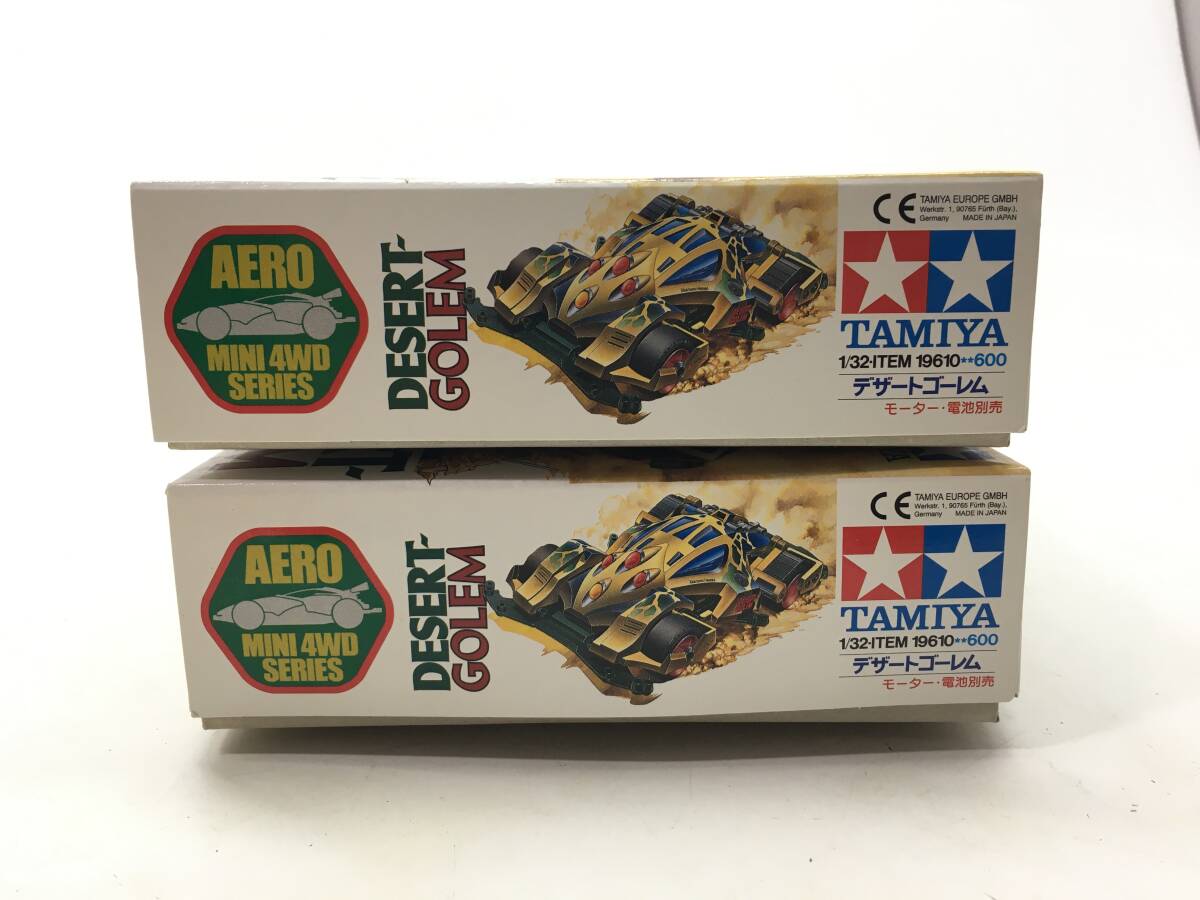 AERO
MINI 4WD
SERIES
DESERT
GOLEM
CE
TAMIYA EUROPE GMBH
Werkstr. 1, 90765 Fürth (Bay.),
Germany MADE IN JAPAN
TAMIYA
1/32・ITEM 19610**600
デザートゴーレム
モーター・電池別売
AERO
MINI 4WD
SERIES
DESERT
GOLEM
CE
TAMIYA EUROPE GMBH
Werkstr. 1, 90765 Fürth (Bay.),
Germany MADE IN JAPAN
TAMIYA
1/32・ITEM 19610**600
デザートゴーレム
モーター・電池別売